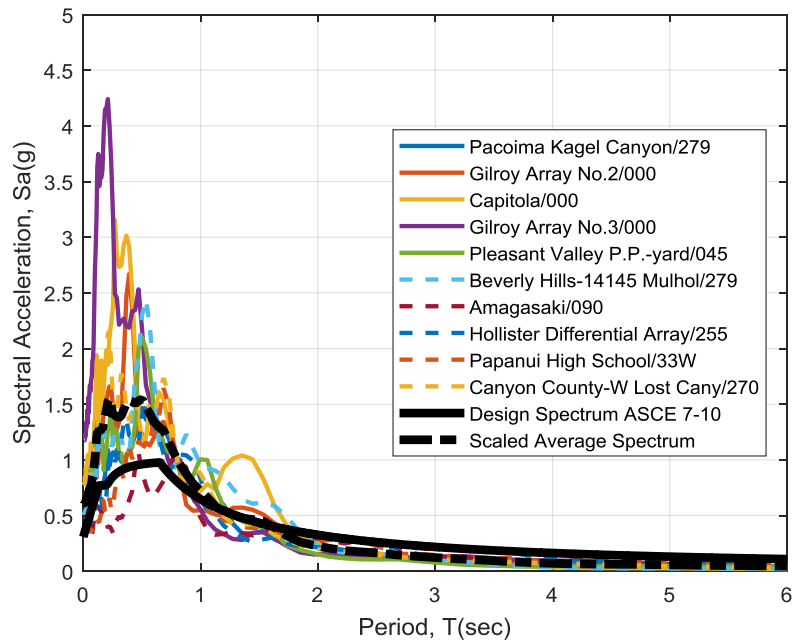 5
4.5
4
3.5
3
2.5
2
1.5
1
0.5
0
0 1 2 3 4 5 6
Spectral Acceleration, Sa(g)
Period, T(sec)
Pacoima Kagel Canyon/279
Gilroy Array No.2/000
Capitola/000
Gilroy Array No.3/000
Pleasant Valley P.P.-yard/045
Beverly Hills-14145 Mulhol/279
Amagasaki/090
Hollister Differential Array/255
Papanui High School/33W
Canyon County-W Lost Cany/270
Design Spectrum ASCE 7-10
Scaled Average Spectrum